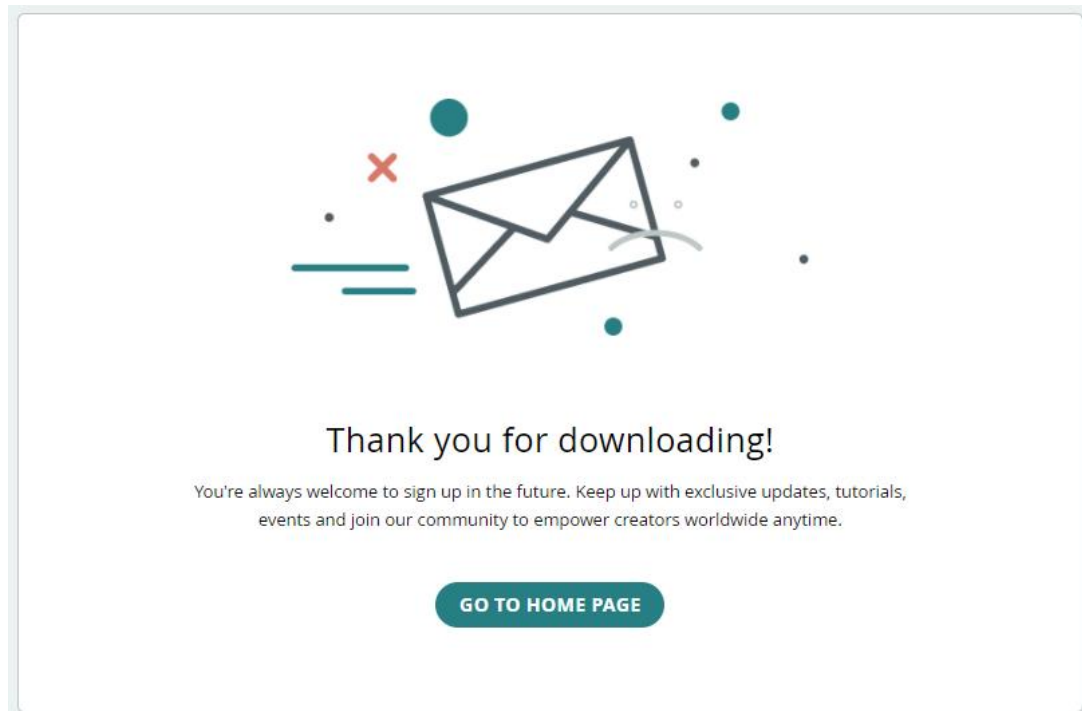 Thank you for downloading!
You're always welcome to sign up in the future. Keep up with exclusive updates, tutorials,
events and join our community to empower creators worldwide anytime.
GO TO HOME PAGE